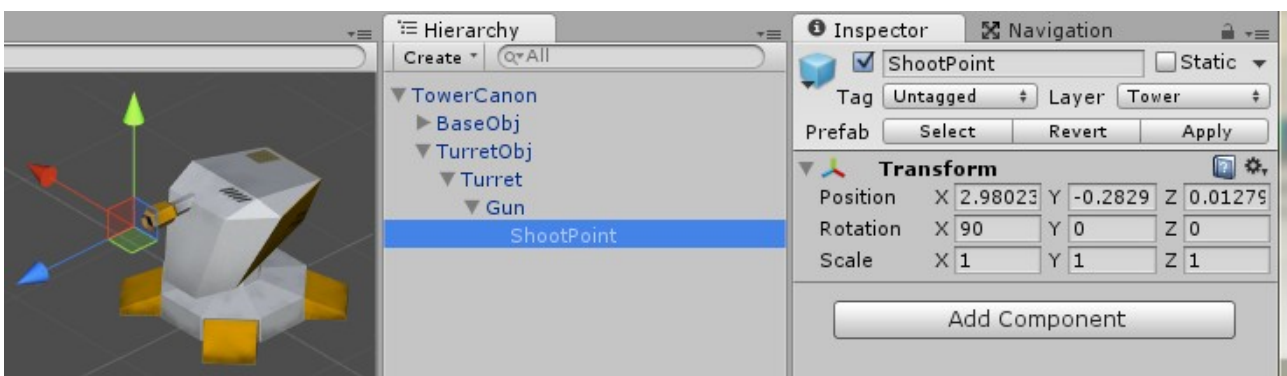 Hierarchy
Create
All
TowerCanon
BaseObj
TurretObj
Turret
Gun
ShootPoint
Inspector Navigation
ShootPoint Static
Tag Untagged Layer Tower
Prefab Select Revert Apply
Transform
Position X 2.98023 Y -0.2829 Z 0.01279
Rotation X 90 Y 0 Z 0
Scale X 1 Y 1 Z 1
Add Component